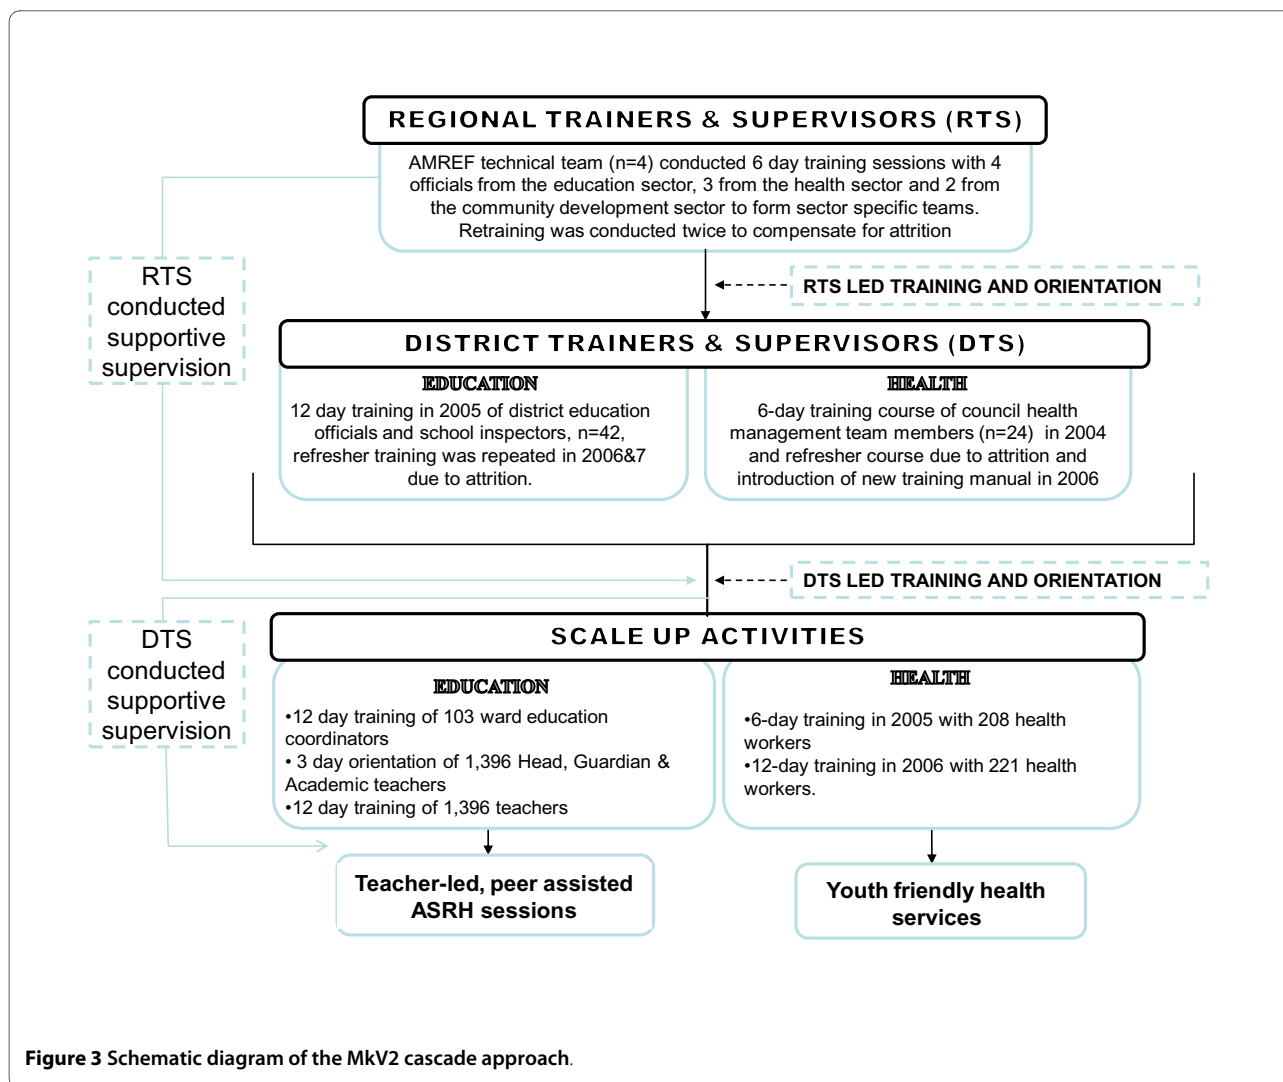 REGIONAL TRAINERS & SUPERVISORS (RTS)
AMREF technical team (n=4) conducted 6 day training sessions with 4
officials from the education sector, 3 from the health sector and 2 from
the community development sector to form sector specific teams.
Retraining was conducted twice to compensate for attrition
RTS
conducted
supportive
supervision
RTS LED TRAINING AND ORIENTATION
DISTRICT TRAINERS & SUPERVISORS (DTS)
EDUCATION
12 day training in 2005 of district education
officials and school inspectors, n=42,
refresher training was repeated in 2006&7
due to attrition.
HEALTH
6-day training course of council health
management team members (n=24) in 2004
and refresher course due to attrition and
introduction of new training manual in 2006
DTS LED TRAINING AND ORIENTATION
DTS
conducted
supportive
supervision
SCALE UP ACTIVITIES
EDUCATION
•12 day training of 103 ward education
coordinators
• 3 day orientation of 1,396 Head, Guardian &
Academic teachers
•12 day training of 1,396 teachers
HEALTH
•6-day training in 2005 with 208 health
workers
•12-day training in 2006 with 221 health
workers.
Teacher-led, peer assisted
ASRH sessions
Youth friendly health
services
Figure 3 Schematic diagram of the MkV2 cascade approach.